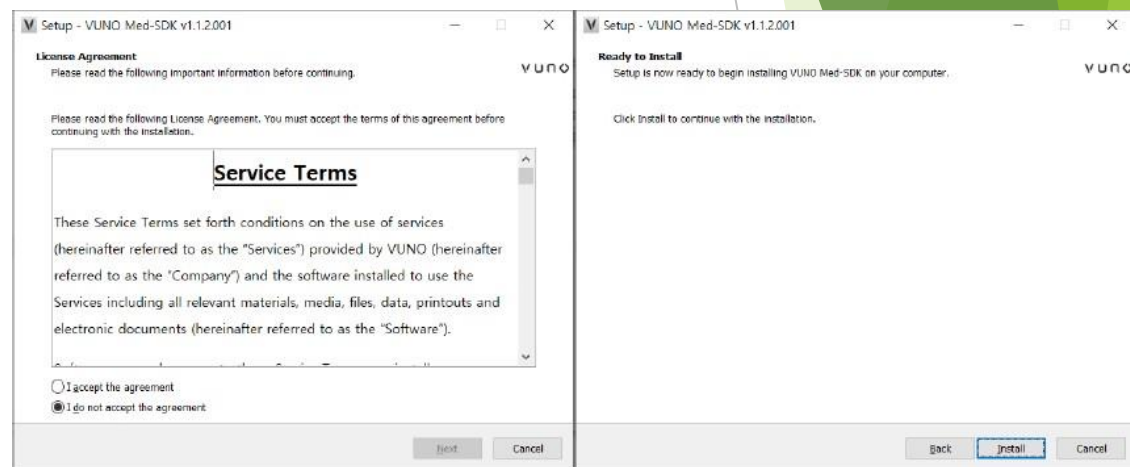 Setup - VUNO Med-SDK v1.1.2.001
License Agreement
Please read the following important information before continuing.
vuno
Please read the following License Agreement. You must accept the terms of this agreement before
continuing with the installation.
Service Terms
These Service Terms set forth conditions on the use of services
(hereinafter referred to as the "Services") provided by VUNO (hereinafter
referred to as the "Company") and the software installed to use the
Services including all relevant materials, media, files, data, printouts and
electronic documents (hereinafter referred to as the "Software").
I accept the agreement
I do not accept the agreement
Next
Cancel
Setup - VUNO Med-SDK v1.1.2.001
Ready to Install
Setup is now ready to begin installing VUNO Med-SDK on your computer.
vuno
Click Install to continue with the installation.
Back
Install
Cancel